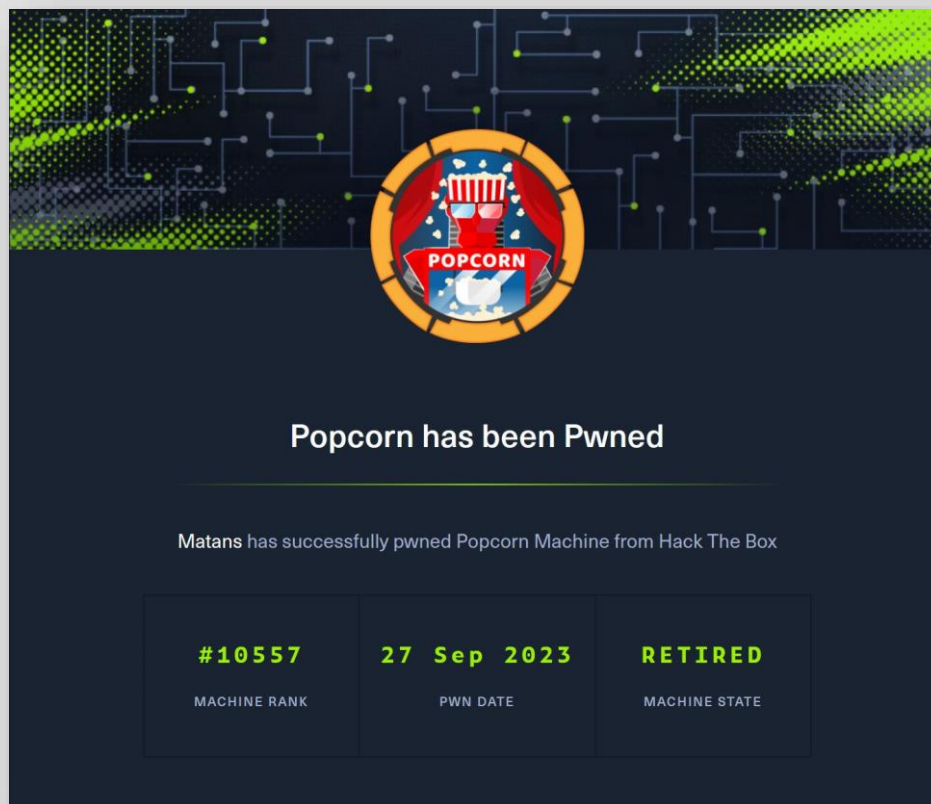 POPCORN
Popcorn has been Pwned
Matans has successfully pwned Popcorn Machine from Hack The Box
#10557 27 Sep 2023 RETIRED
MACHINE RANK PWN DATE MACHINE STATE